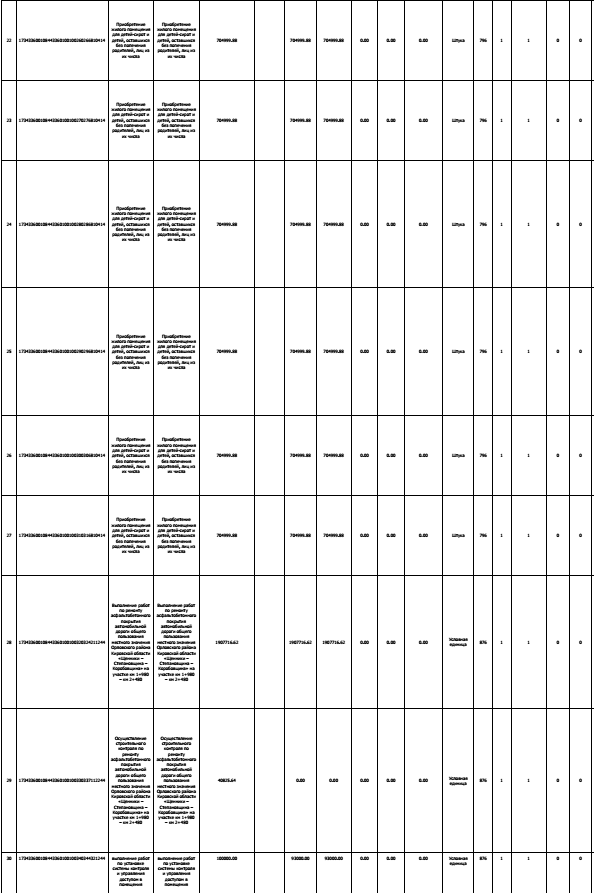 Приобретение Приобретение
жилого помещения жилого помещения
для детей-сирот и для детей-сирот и
22 173433600108443360100100260266810414 детей, оставшихся детей, оставшихся 704999.88 704999.88 704999.88 0.00 0.00 0.00 Штука 796 1 1 0 0
без попечения без попечения
родителей, лиц из родителей, лиц из
их числа их числа
Приобретение Приобретение
жилого помещения жилого помещения
для детей-сирот и для детей-сирот и
23 173433600108443360100100270276810414 детей, оставшихся детей, оставшихся 704999.88 704999.88 704999.88 0.00 0.00 0.00 Штука 796 1 1 0 0
без попечения без попечения
родителей, лиц из родителей, лиц из
их числа их числа
Приобретение Приобретение
жилого помещения жилого помещения
для детей-сирот и для детей-сирот и
24 173433600108443360100100280286810414 детей, оставшихся детей, оставшихся 704999.88 704999.88 704999.88 0.00 0.00 0.00 Штука 796 1 1 0 0
без попечения без попечения
родителей, лиц из родителей, лиц из
их числа их числа
Приобретение Приобретение
жилого помещения жилого помещения
для детей-сирот и для детей-сирот и
25 173433600108443360100100290296810414 детей, оставшихся детей, оставшихся 704999.88 704999.88 704999.88 0.00 0.00 0.00 Штука 796 1 1 0 0
без попечения без попечения
родителей, лиц из родителей, лиц из
их числа их числа
Приобретение Приобретение
жилого помещения жилого помещения
для детей-сирот и для детей-сирот и
26 173433600108443360100100300306810414 детей, оставшихся детей, оставшихся 704999.88 704999.88 704999.88 0.00 0.00 0.00 Штука 796 1 1 0 0
без попечения без попечения
родителей, лиц из родителей, лиц из
их числа их числа
Приобретение Приобретение
жилого помещения жилого помещения
для детей-сирот и для детей-сирот и
27 173433600108443360100100310316810414 детей, оставшихся детей, оставшихся 704999.88 704999.88 704999.88 0.00 0.00 0.00 Штука 796 1 1 0 0
без попечения без попечения
родителей, лиц из родителей, лиц из
их числа их числа
Выполнение работ Выполнение работ
по ремонту по ремонту
асфальтобетонного асфальтобетонного
покрытия покрытия
автомобильной автомобильной
дороги общего дороги общего
пользования пользования
28 173433600108443360100100320324211244 местного значения местного значения 1907716.62 1907716.62 1907716.62 0.00 0.00 0.00 Условная единица 876 1 1 0 0
Орловского района Орловского района
Кировской области Кировской области
«Щенники – «Щенники –
Степановщина – Степановщина –
Коробовщина» на Коробовщина» на
участке км 1+980 участке км 1+980
– км 2+480 – км 2+480
Осуществление Осуществление
строительного строительного
контроля по контроля по
ремонту ремонту
асфальтобетонного асфальтобетонного
покрытия покрытия
автомобильной автомобильной
дороги общего дороги общего
29 173433600108443360100100330337112244 пользования пользования 40825.64 0.00 0.00 0.00 0.00 0.00 Условная единица 876 1 1 0 0
местного значения местного значения
Орловского района Орловского района
Кировской области Кировской области
«Щенники – «Щенники –
Степановщина – Степановщина –
Коробовщина» на Коробовщина» на
участке км 1+980 участке км 1+980
– км 2+480 – км 2+480
30 173433600108443360100100340344321244 выполнение работ выполнение работ 100000.00 93000.00 93000.00 0.00 0.00 0.00 Условная единица 876 1 1 0 0
по установке по установке
системы контроля системы контроля
и управления и управления
доступом в доступом в
помещения помещения